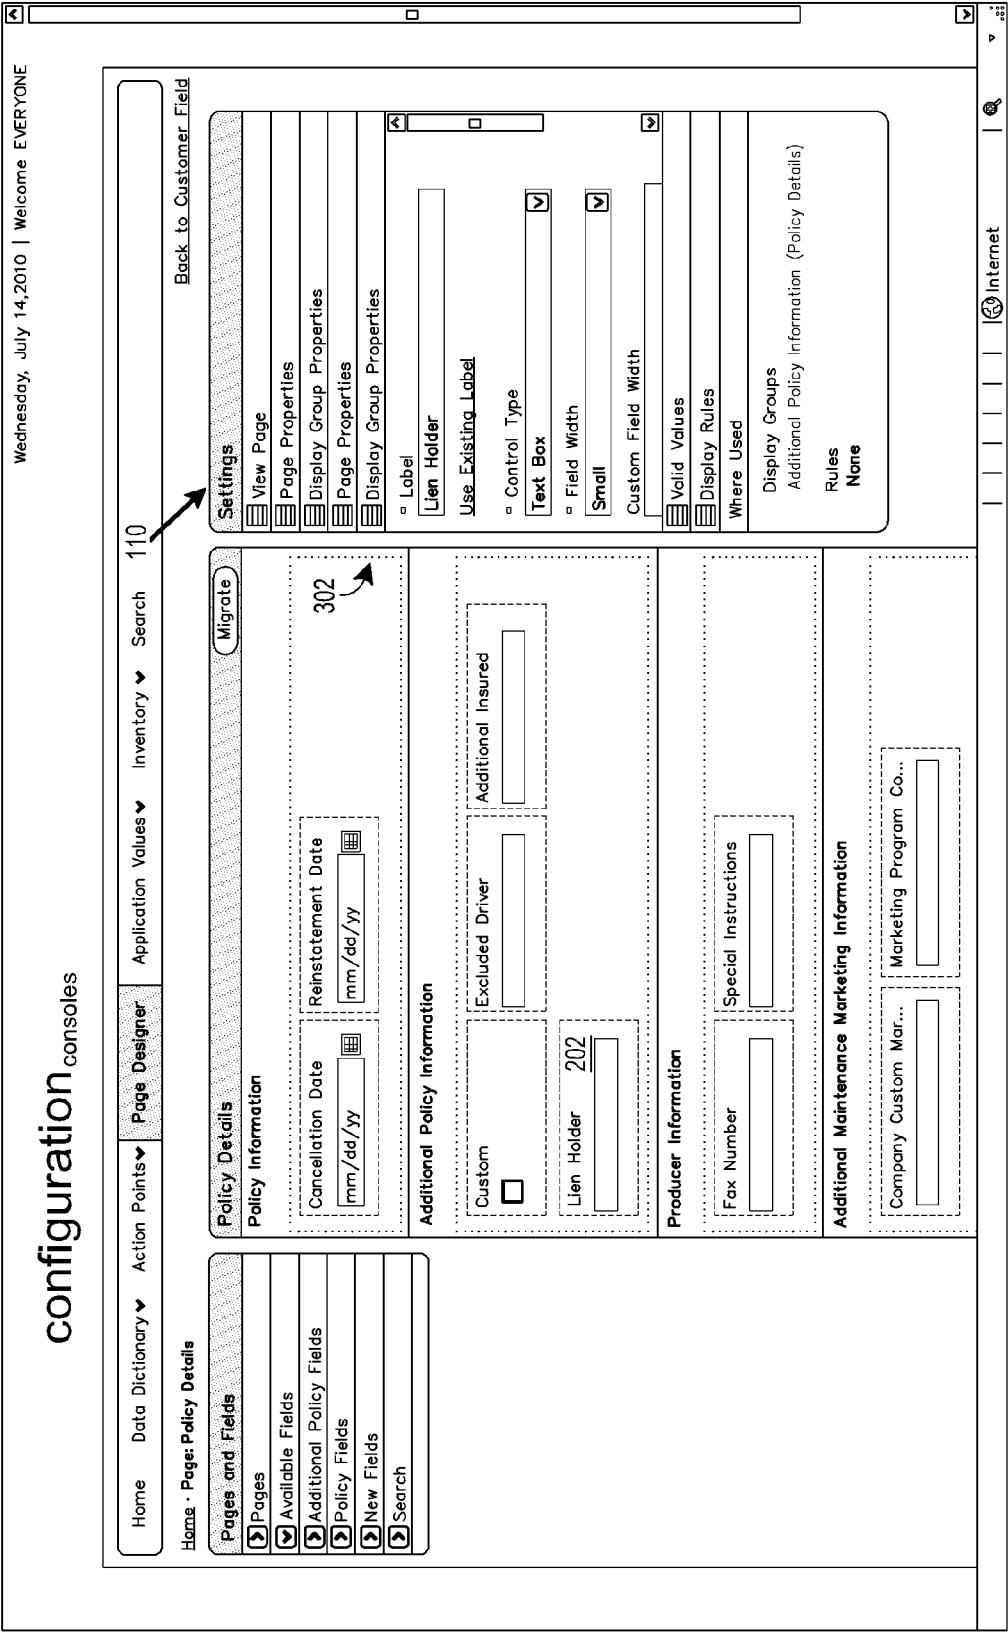 Wednesday, July 14,2010 | Welcome EVERYONE
configuration consoles
Home Data Dictionary Action Points Page Designer Application Values Inventory Search
110
Home · Page: Policy Details
Back to Customer Field
Pages and Fields
Pages
Available Fields
Additional Policy Fields
Policy Fields
New Fields
Search
Policy Details
Migrate
Policy Information
Cancellation Date
Reinstatement Date
mm/dd/yy
mm/dd/yy
302
Additional Policy Information
Custom
Excluded Driver
Additional Insured
Lien Holder
202
Producer Information
Fax Number
Special Instructions
Additional Maintenance Marketing Information
Company Custom Mar...
Marketing Program Co...
Settings
View Page
Page Properties
Display Group Properties
Page Properties
Display Group Properties
Label
Lien Holder
Use Existing Label
Control Type
Text Box
Field Width
Small
Custom Field Width
Valid Values
Display Rules
Where Used
Display Groups
Additional Policy Information (Policy Details)
Rules
None
Internet